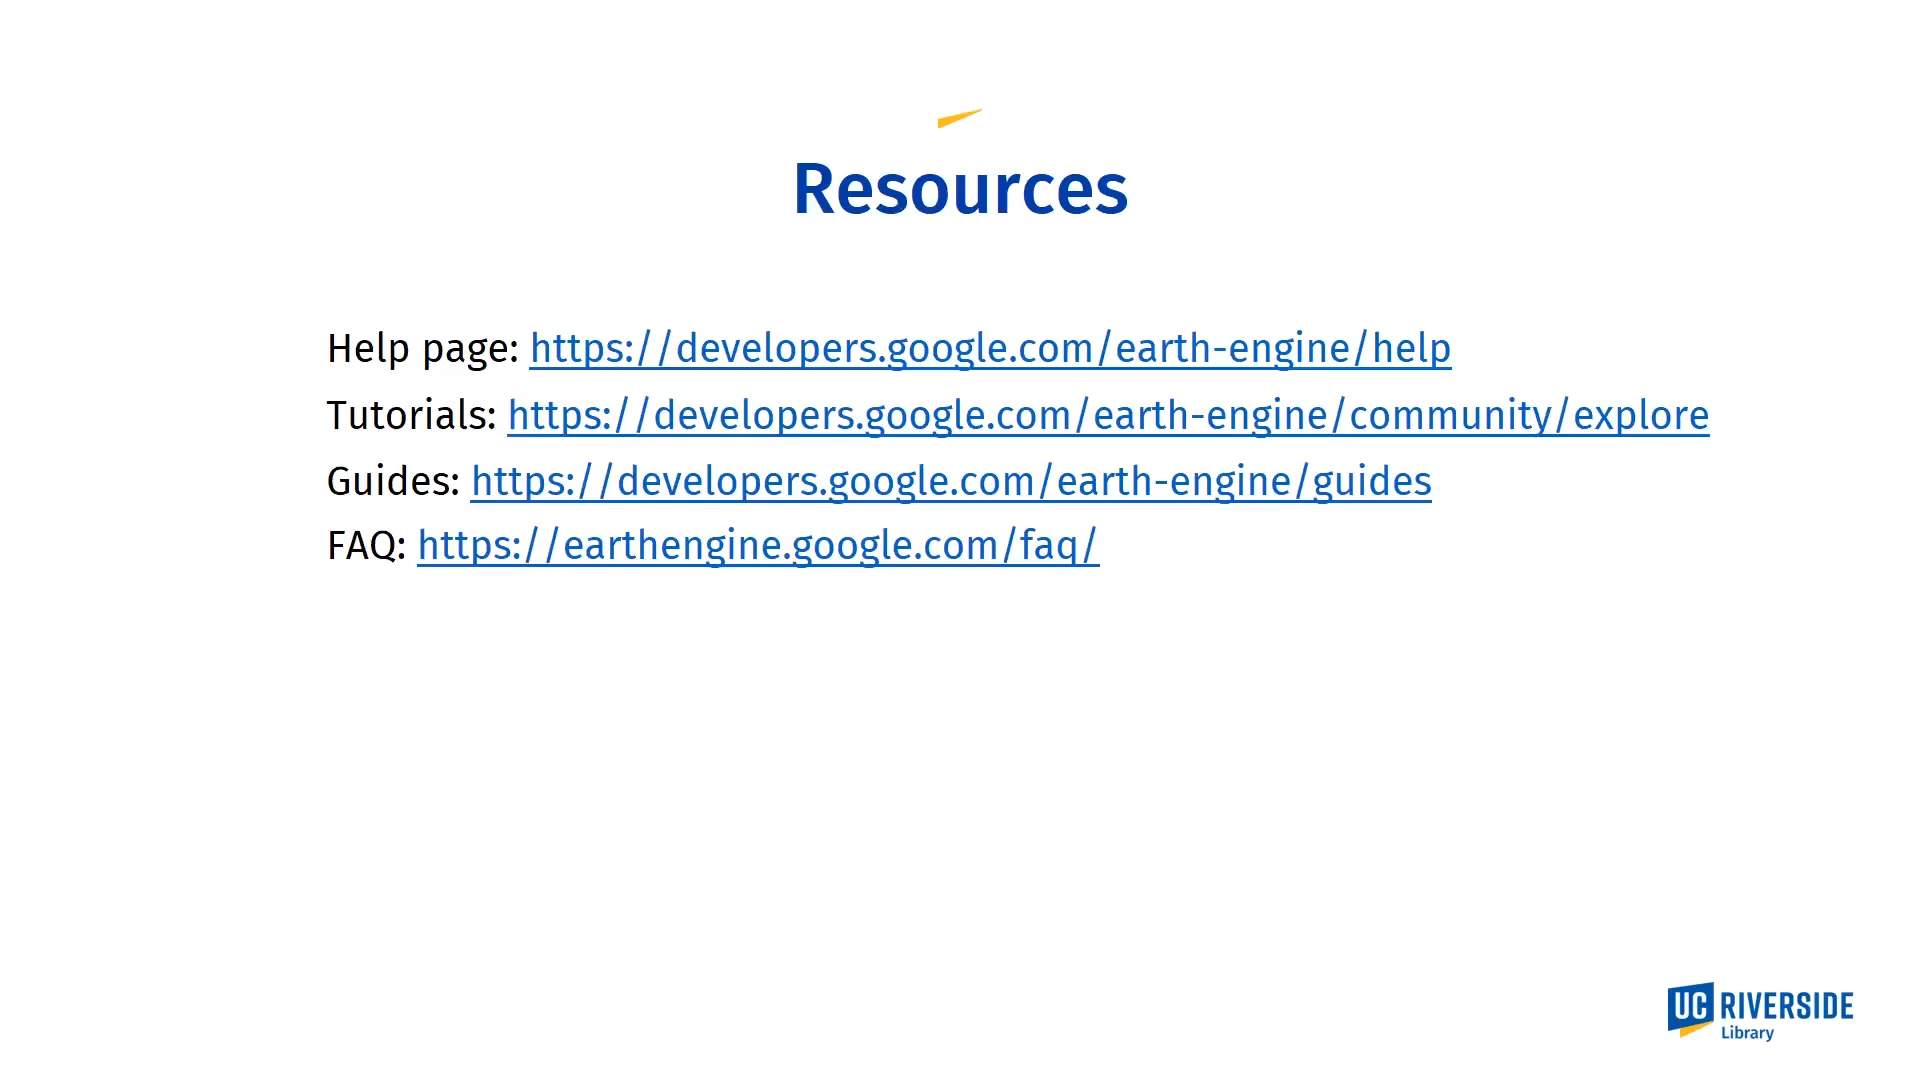 Resources
Help page: https://developers.google.com/earth-engine/help
Tutorials: https://developers.google.com/earth-engine/community/explore
Guides: https://developers.google.com/earth-engine/guides
FAQ: https://earthengine.google.com/faq/
UC RIVERSIDE
Library